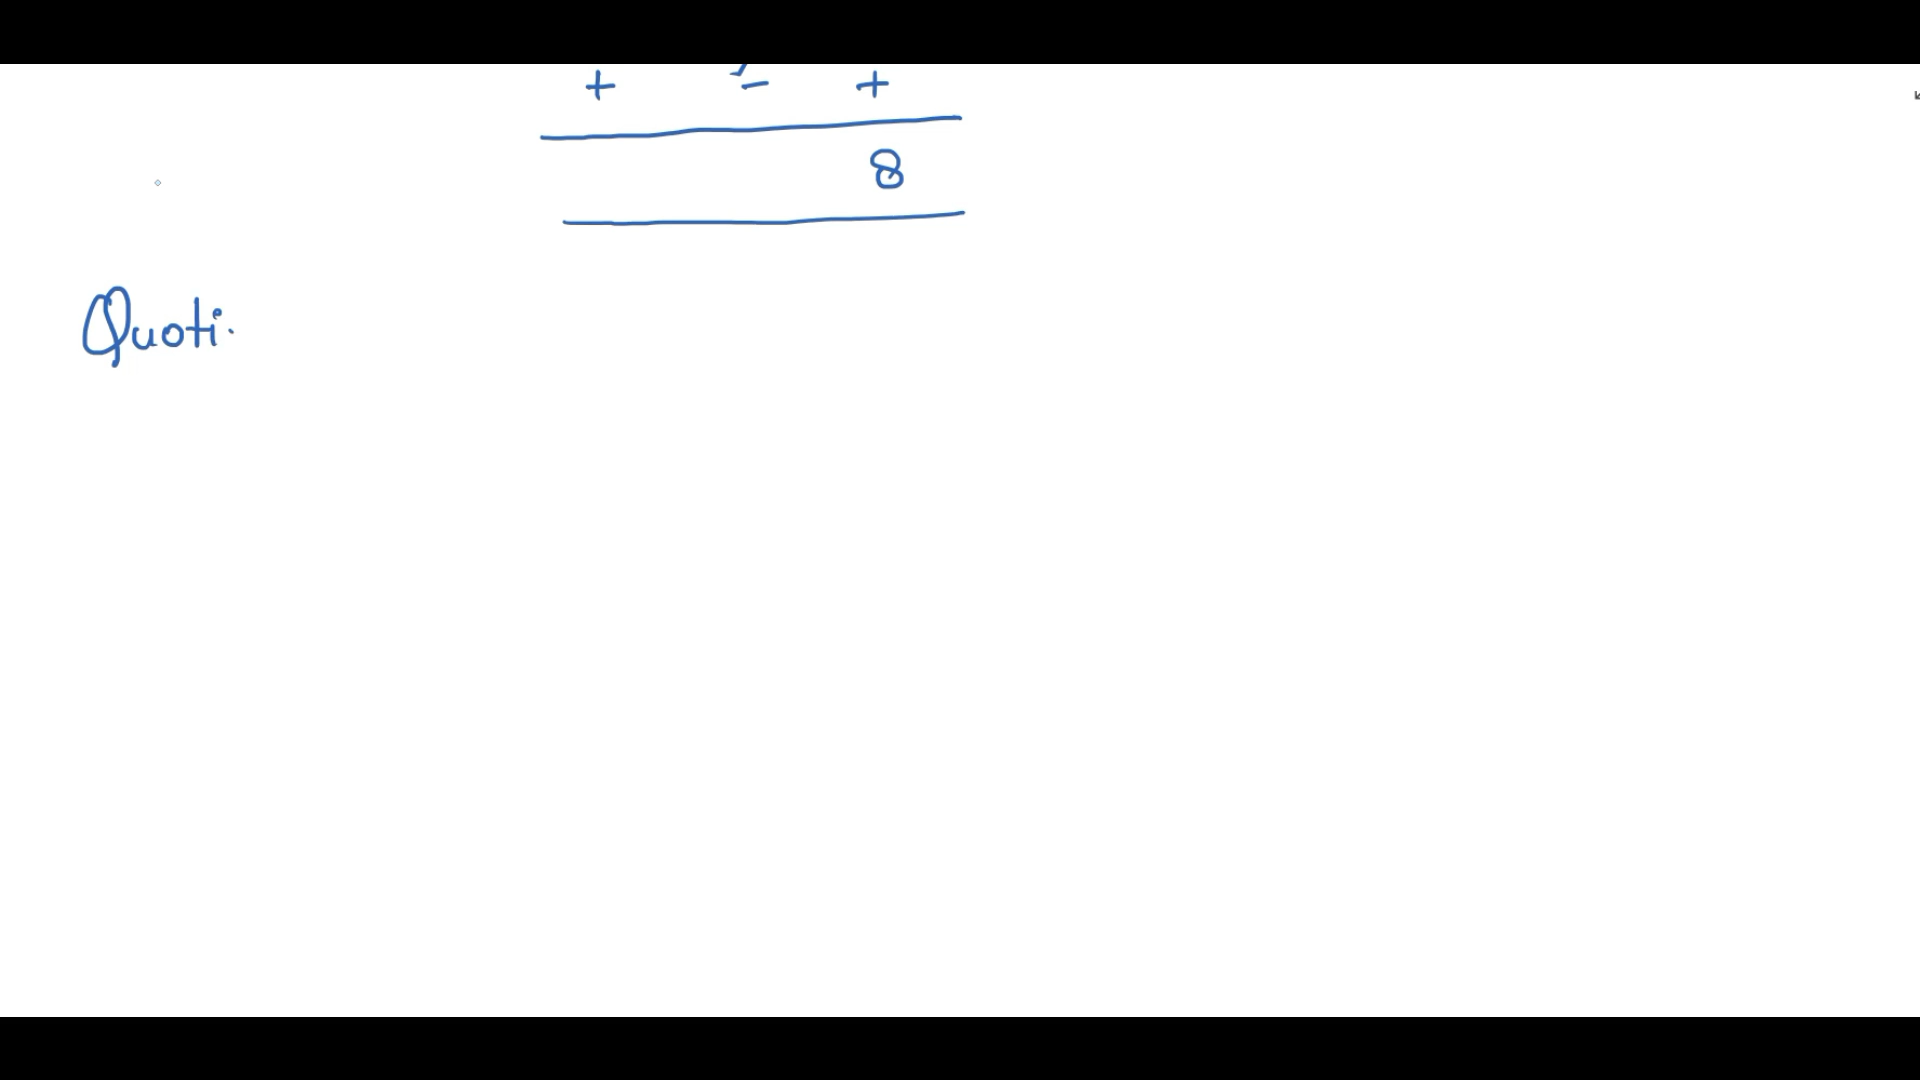 + - +
8
Quoti.